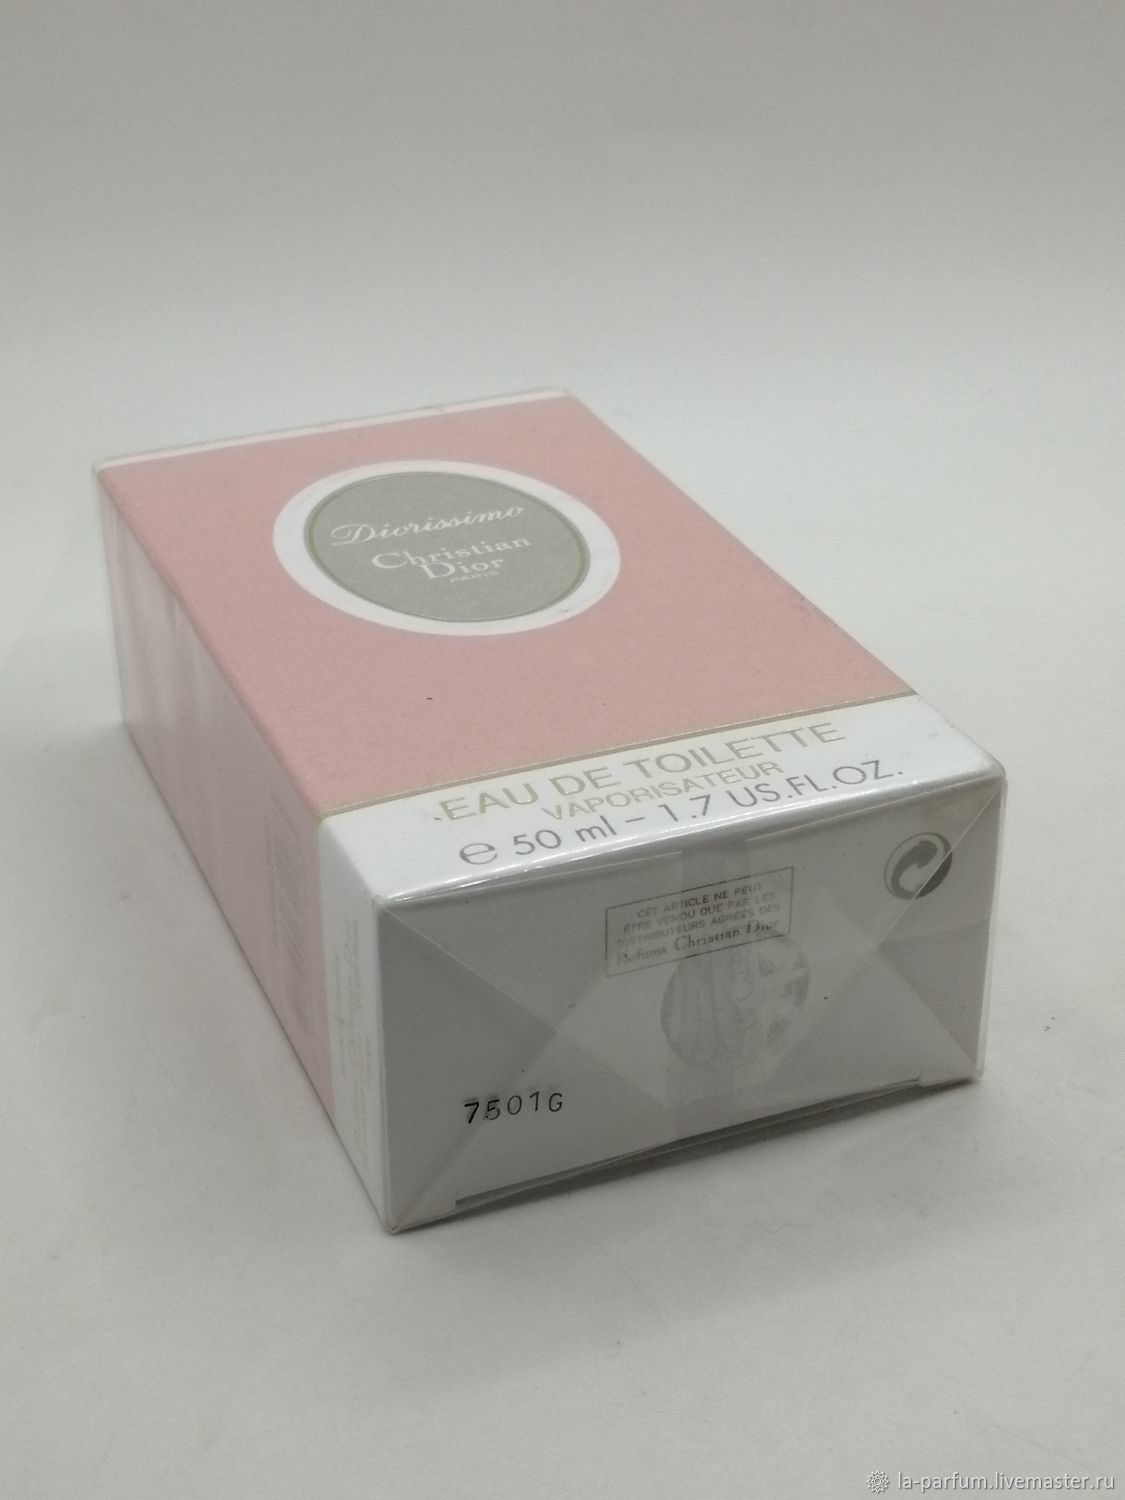 Diorissimo
Christian
Dior
PARIS
EAU DE TOILETTE
VAPORISATEUR
℮ 50 ml – 1.7 US.FL.OZ.
CET ARTICLE NE PEUT
ÊTRE VENDU QUE PAR LES
DISTRIBUTEURS AGRÉÉS DES
Parfums Christian Dior
7501G
la-parfum.livemaster.ru